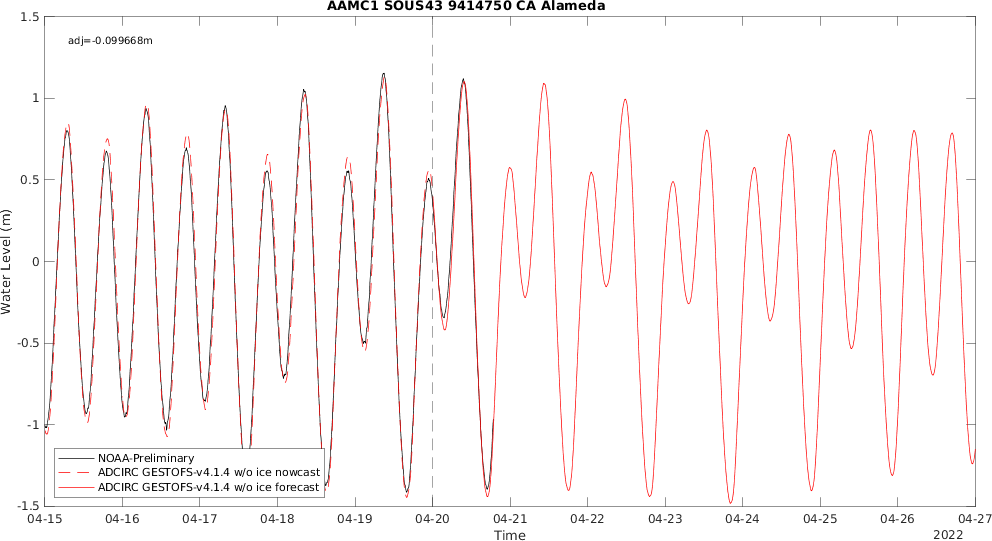 AAMC1 SOUS43 9414750 CA Alameda
adj=-0.099668m
1.5
1
0.5
0
-0.5
-1
-1.5
Water Level (m)
NOAA-Preliminary
ADCIRC GESTOFS-v4.1.4 w/o ice nowcast
ADCIRC GESTOFS-v4.1.4 w/o ice forecast
04-15 04-16 04-17 04-18 04-19 04-20 04-21 04-22 04-23 04-24 04-25 04-26 04-27
Time
2022